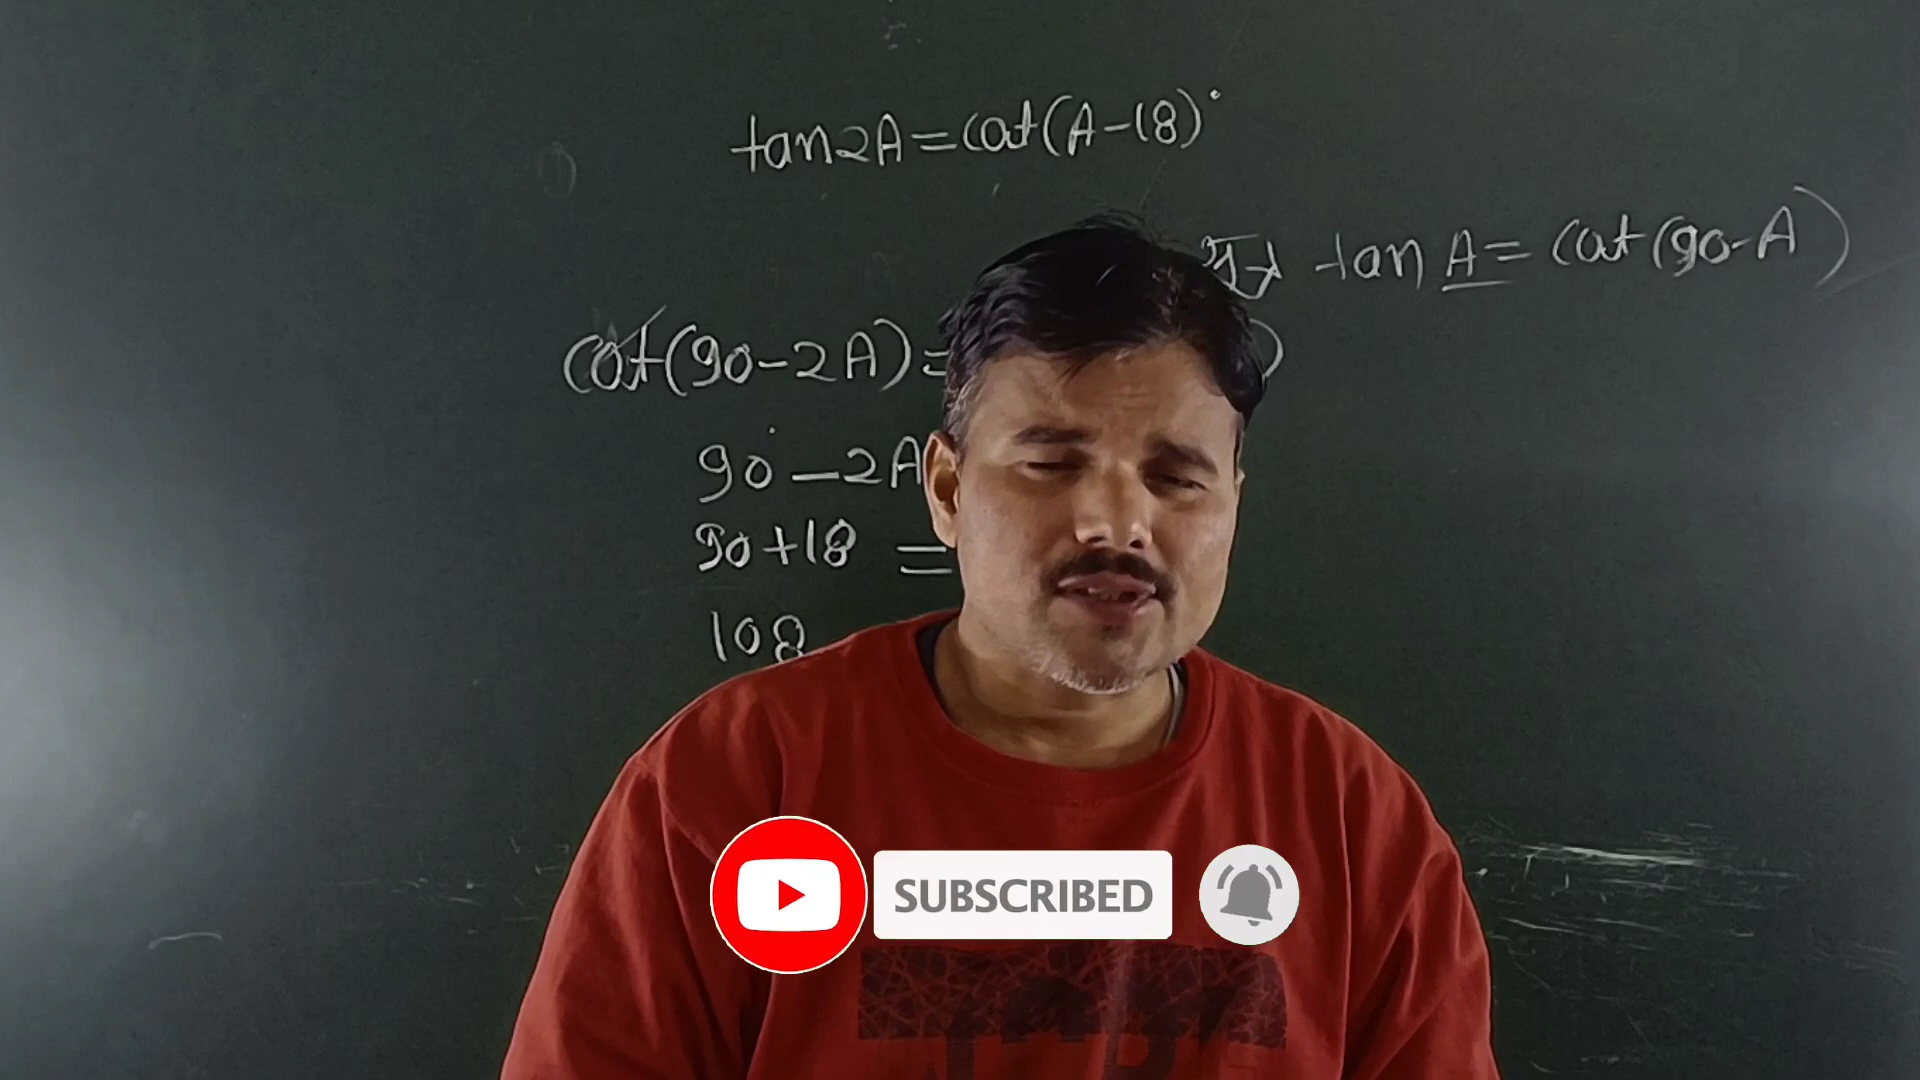 tan2A=cot(A-18)°
सूत्र tan A= cot (90-A)
cot(90-2A)= )
90°-2A
90+18 =
108
SUBSCRIBED